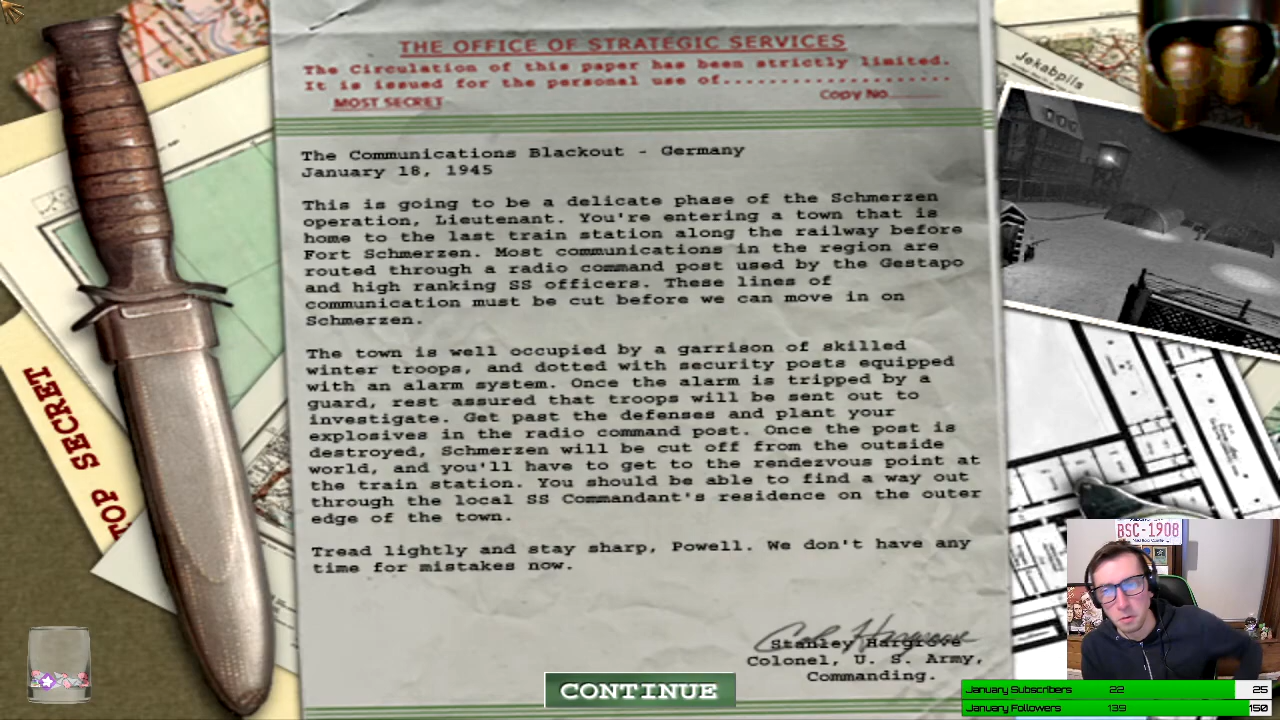 THE OFFICE OF STRATEGIC SERVICES
The Circulation of this paper has been strictly limited.
It is issued for the personal use of.....................
MOST SECRET
Copy No......
The Communications Blackout - Germany
January 18, 1945
This is going to be a delicate phase of the Schmerzen
operation, Lieutenant. You're entering a town that is
home to the last train station along the railway before
Fort Schmerzen. Most communications in the region are
routed through a radio command post used by the Gestapo
and high ranking SS officers. These lines of
communication must be cut before we can move in on
Schmerzen.
The town is well occupied by a garrison of skilled
winter troops, and dotted with security posts equipped
with an alarm system. Once the alarm is tripped by a
guard, rest assured that troops will be sent out to
investigate. Get past the defenses and plant your
explosives in the radio command post. Once the post is
destroyed, Schmerzen will be cut off from the outside
world, and you'll have to get to the rendezvous point at
the train station. You should be able to find a way out
through the local SS Commandant's residence on the outer
edge of the town.
Tread lightly and stay sharp, Powell. We don't have any
time for mistakes now.
Stanley Hargrove
Colonel, U. S. Army,
Commanding.
CONTINUE
TOP SECRET
Jekabpils
BSC-1908
January Subscribers 22 25
January Followers 139 150